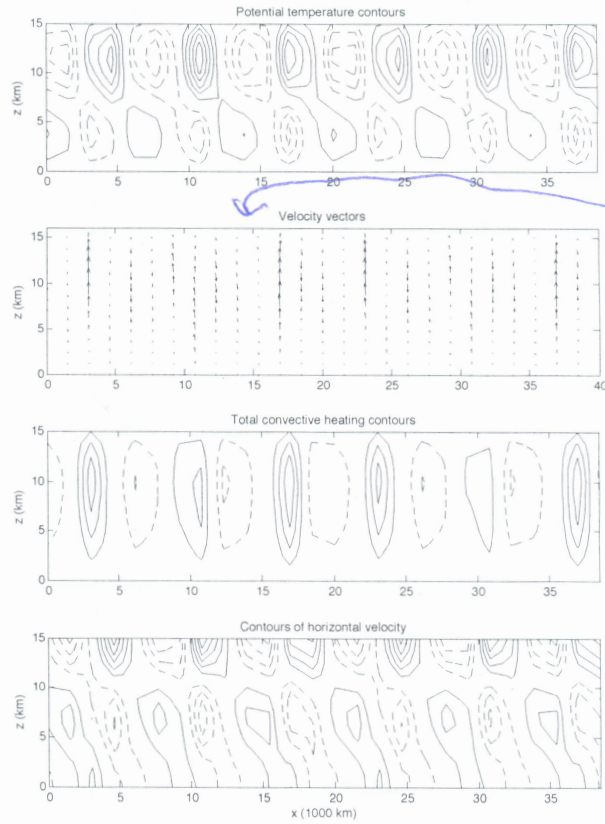 Potential temperature contours
z (km)
15
10
5
0
0 5 10 15 20 25 30 35
Velocity vectors
z (km)
15
10
5
0
0 5 10 15 20 25 30 35 40
Total convective heating contours
z (km)
15
10
5
0
0 5 10 15 20 25 30 35
Contours of horizontal velocity
z (km)
15
10
5
0
0 5 10 15 20 25 30 35
x (1000 km)